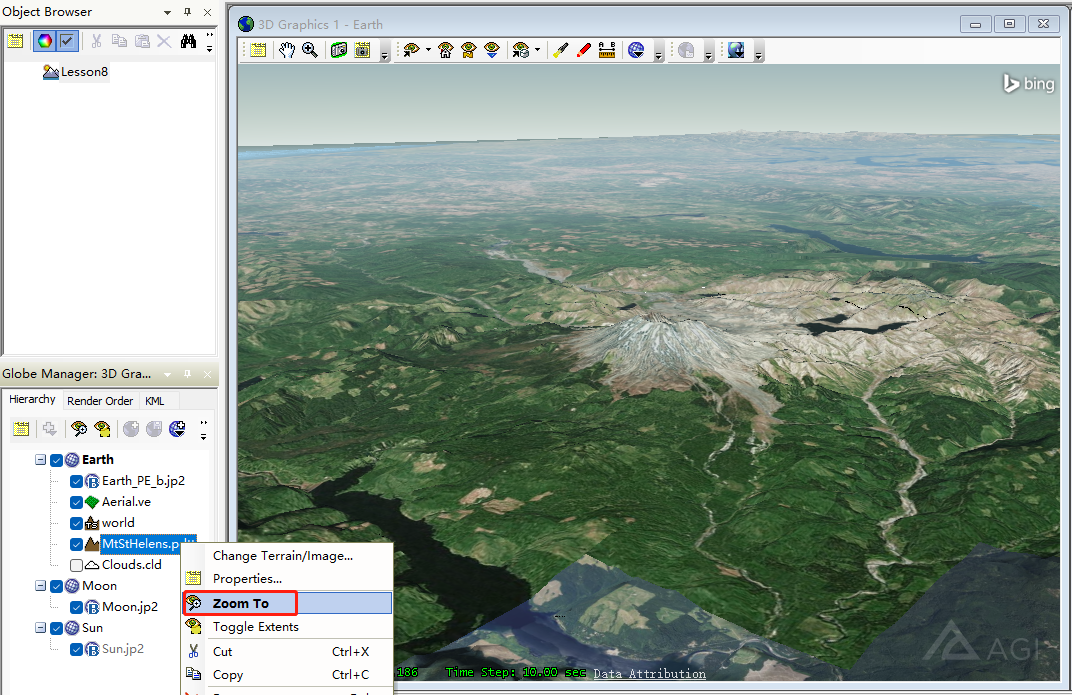 Object Browser
Lesson8
3D Graphics 1 - Earth
bing
Globe Manager: 3D Gra...
Hierarchy Render Order KML
Earth
Earth_PE_b.jp2
Aerial.ve
world
MtStHelens.pdtt
Clouds.cld
Moon
Moon.jp2
Sun
Sun.jp2
Change Terrain/Image...
Properties...
Zoom To
Toggle Extents
Cut Ctrl+X
Copy Ctrl+C
186 Time Step: 10.00 sec Data Attribution
AGI